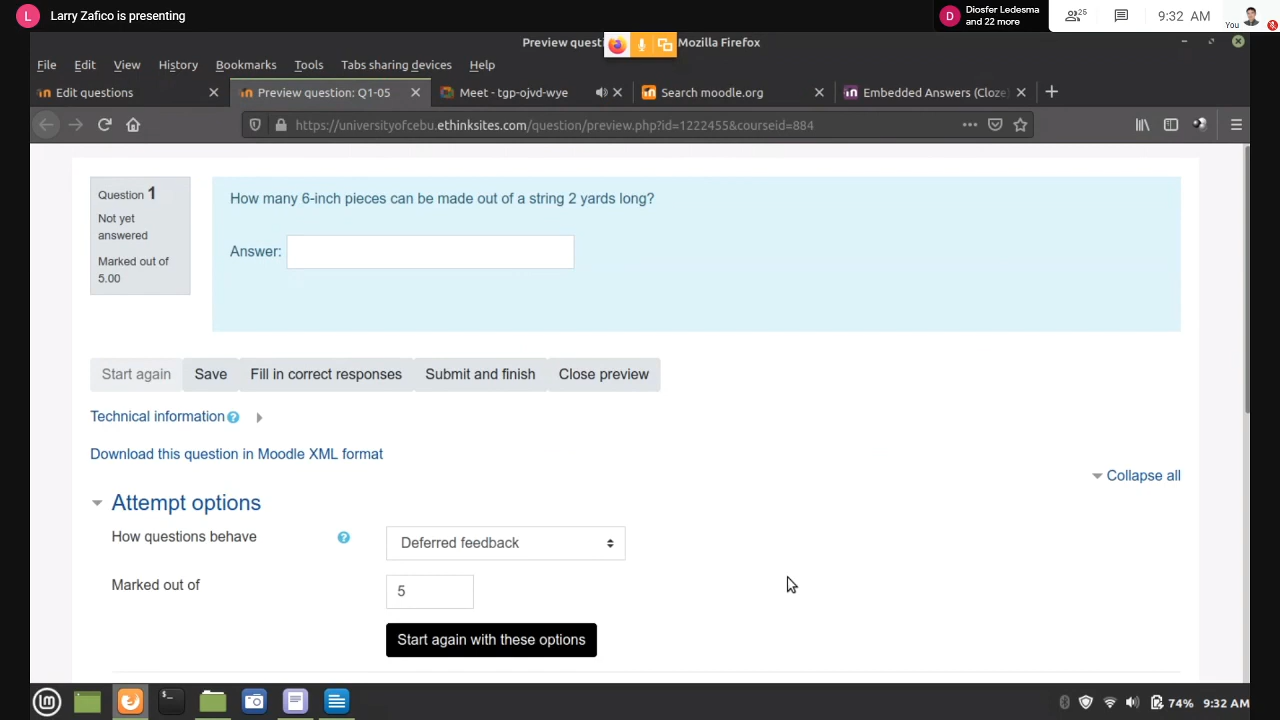 L Larry Zafico is presenting
D Diosfer Ledesma and 22 more
25
9:32 AM
You
Preview questi Mozilla Firefox
File Edit View History Bookmarks Tools Tabs sharing devices Help
Edit questions
Preview question: Q1-05
Meet - tgp-ojvd-wye
Search moodle.org
Embedded Answers (Cloze
https://universityofcebu.ethinksites.com/question/preview.php?id=1222455&courseid=884
Question 1
Not yet
answered
Marked out of
5.00
How many 6-inch pieces can be made out of a string 2 yards long?
Answer:
Start again Save Fill in correct responses Submit and finish Close preview
Technical information ?
Download this question in Moodle XML format
Collapse all
Attempt options
How questions behave ? Deferred feedback
Marked out of 5
Start again with these options
74% 9:32 AM